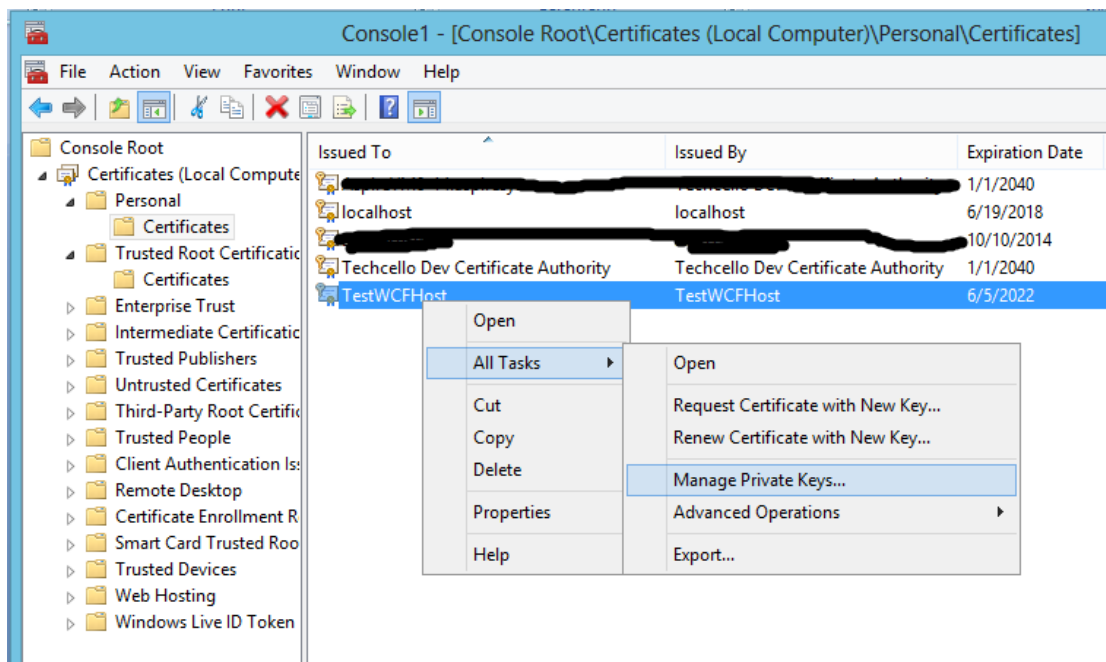 Console1 - [Console Root\Certificates (Local Computer)\Personal\Certificates]
File Action View Favorites Window Help
Console Root
Certificates (Local Compute
Personal
Certificates
Trusted Root Certificatic
Certificates
Enterprise Trust
Intermediate Certificatic
Trusted Publishers
Untrusted Certificates
Third-Party Root Certific
Trusted People
Client Authentication Is
Remote Desktop
Certificate Enrollment R
Smart Card Trusted Roo
Trusted Devices
Web Hosting
Windows Live ID Token
Issued To Issued By Expiration Date
1/1/2040
localhost localhost 6/19/2018
10/10/2014
Techcello Dev Certificate Authority Techcello Dev Certificate Authority 1/1/2040
TestWCFHost TestWCFHost 6/5/2022
Open
All Tasks
Cut
Copy
Delete
Properties
Help
Open
Request Certificate with New Key...
Renew Certificate with New Key...
Manage Private Keys...
Advanced Operations
Export...